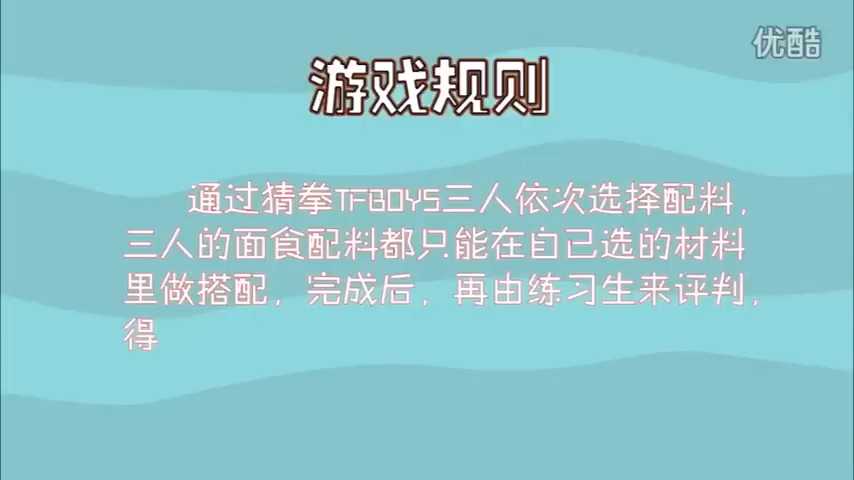 优酷
游戏规则
通过猜拳TFBOYS三人依次选择配料，
三人的面食配料都只能在自己选的材料
里做搭配，完成后，再由练习生来评判，
得